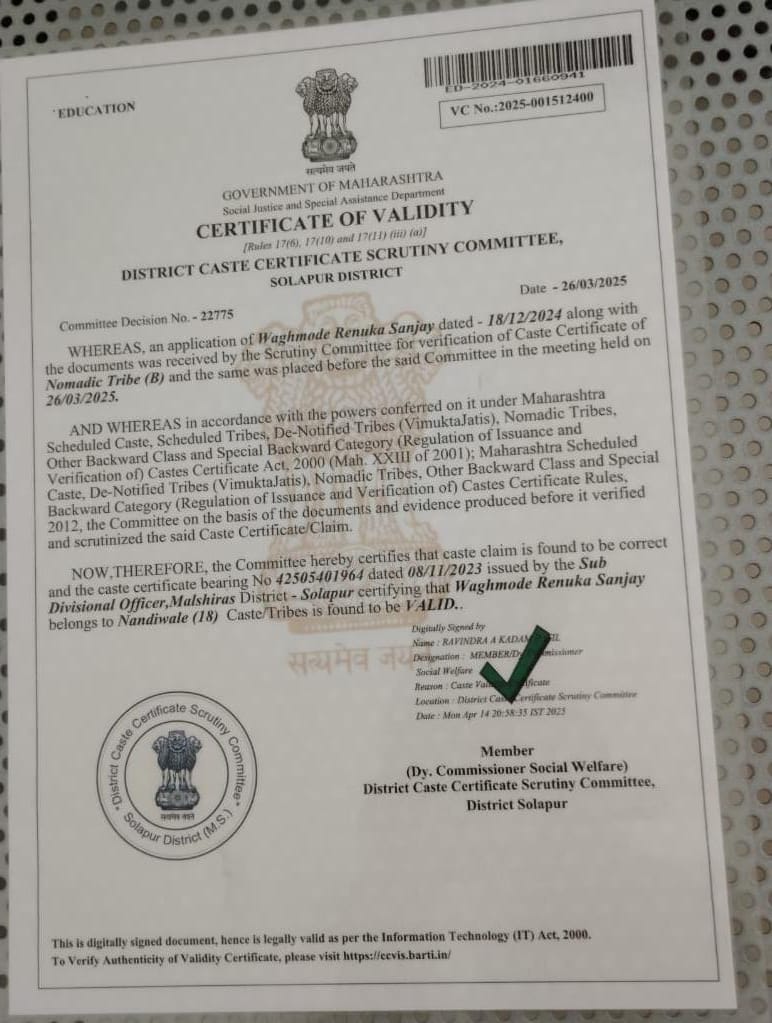 EDUCATION
ED-2024-01660941
VC No.:2025-001512400
सत्यमेव जयते
GOVERNMENT OF MAHARASHTRA
Social Justice and Special Assistance Department
CERTIFICATE OF VALIDITY
[Rules 17(6), 17(10) and 17(11) (iii) (a)]
DISTRICT CASTE CERTIFICATE SCRUTINY COMMITTEE,
SOLAPUR DISTRICT
Committee Decision No. - 22775
Date - 26/03/2025
WHEREAS, an application of Waghmode Renuka Sanjay dated - 18/12/2024 along with
the documents was received by the Scrutiny Committee for verification of Caste Certificate of
Nomadic Tribe (B) and the same was placed before the said Committee in the meeting held on
26/03/2025.
AND WHEREAS in accordance with the powers conferred on it under Maharashtra
Scheduled Caste, Scheduled Tribes, De-Notified Tribes (VimuktaJatis), Nomadic Tribes,
Other Backward Class and Special Backward Category (Regulation of Issuance and
Verification of) Castes Certificate Act, 2000 (Mah. XXIII of 2001); Maharashtra Scheduled
Caste, De-Notified Tribes (VimuktaJatis), Nomadic Tribes, Other Backward Class and Special
Backward Category (Regulation of Issuance and Verification of) Castes Certificate Rules,
2012, the Committee on the basis of the documents and evidence produced before it verified
and scrutinized the said Caste Certificate/Claim.
NOW,THEREFORE, the Committee hereby certifies that caste claim is found to be correct
and the caste certificate bearing No 42505401964 dated 08/11/2023 issued by the Sub
Divisional Officer,Malshiras District - Solapur certifying that Waghmode Renuka Sanjay
belongs to Nandiwale (18) Caste/Tribes is found to be VALID..
सत्यमेव जयते
Digitally Signed by
Name : RAVINDRA A KADAM
Designation : MEMBER/
Social Welfare
Reason : Caste
Location : District Certificate Scrutiny Committee
Date : Mon Apr 14 20:58:35 IST 2025
Member
(Dy. Commissioner Social Welfare)
District Caste Certificate Scrutiny Committee,
District Solapur
*District Caste Certificate Scrutiny Committee*
सत्यमेव जयते
Solapur District (M.S.)
This is digitally signed document, hence is legally valid as per the Information Technology (IT) Act, 2000.
To Verify Authenticity of Validity Certificate, please visit https://ccvis.barti.in/